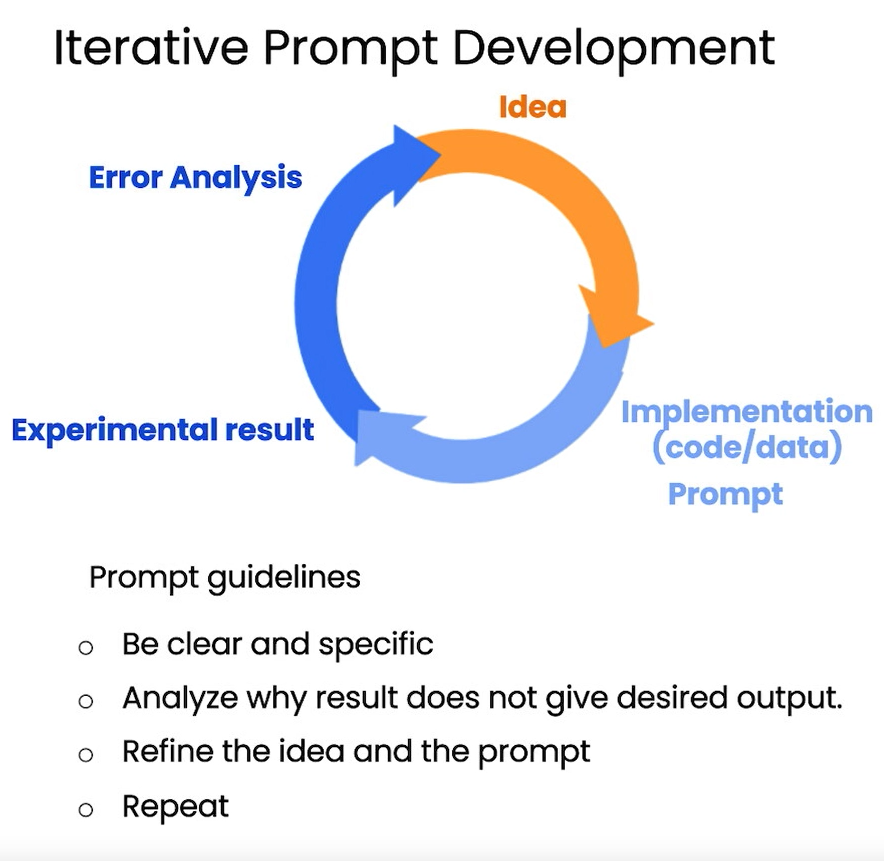 Iterative Prompt Development
Idea
Error Analysis
Experimental result
Implementation
(code/data)
Prompt
Prompt guidelines
o Be clear and specific
o Analyze why result does not give desired output.
o Refine the idea and the prompt
o Repeat